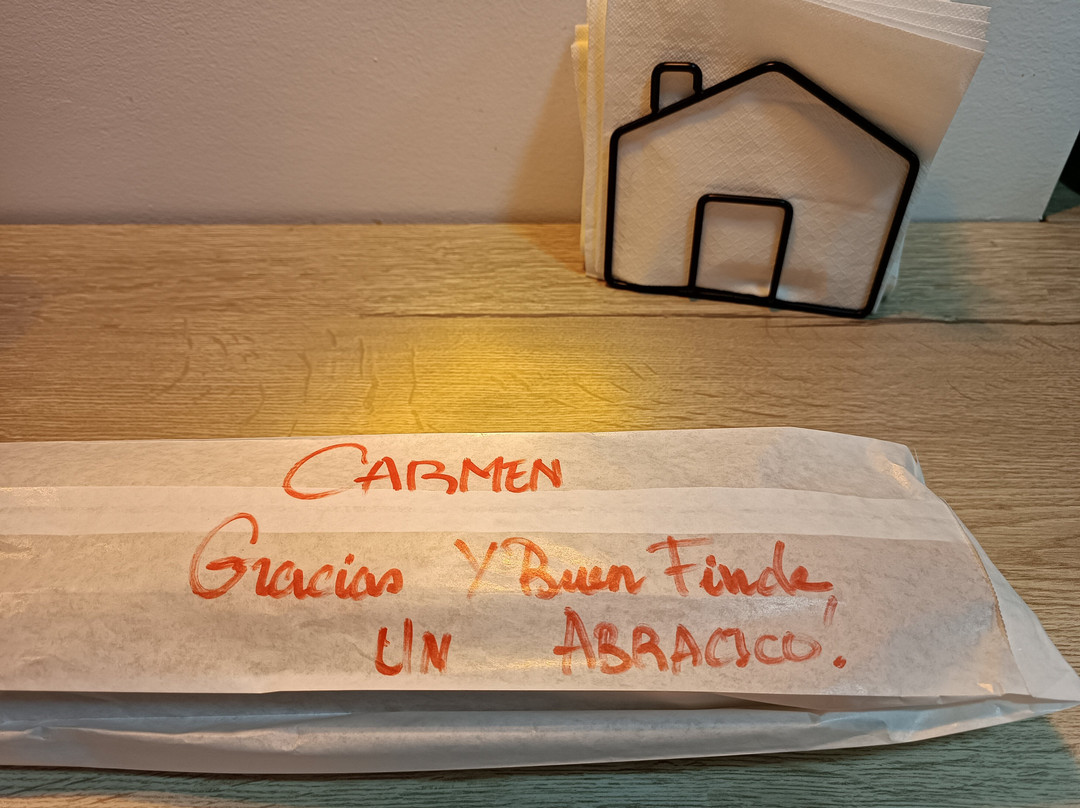 CARMEN
Gracias Y Buen Finde
UN ABRACICO!